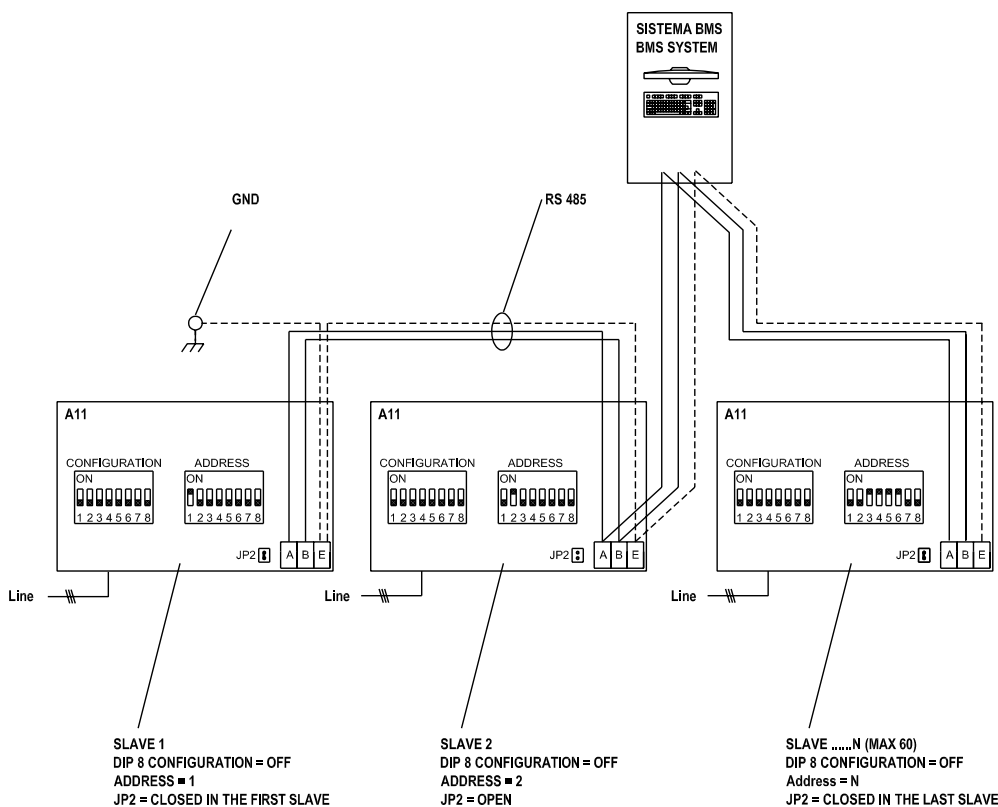 SISTEMA BMS
BMS SYSTEM
GND
RS 485
A11
CONFIGURATION
ON
1 2 3 4 5 6 7 8
ADDRESS
ON
1 2 3 4 5 6 7 8
JP2
A B E
Line
A11
CONFIGURATION
ON
1 2 3 4 5 6 7 8
ADDRESS
ON
1 2 3 4 5 6 7 8
JP2
A B E
Line
A11
CONFIGURATION
ON
1 2 3 4 5 6 7 8
ADDRESS
ON
1 2 3 4 5 6 7 8
JP2
A B E
Line
SLAVE 1
DIP 8 CONFIGURATION = OFF
ADDRESS = 1
JP2 = CLOSED IN THE FIRST SLAVE
SLAVE 2
DIP 8 CONFIGURATION = OFF
ADDRESS = 2
JP2 = OPEN
SLAVE ......N (MAX 60)
DIP 8 CONFIGURATION = OFF
Address = N
JP2 = CLOSED IN THE LAST SLAVE